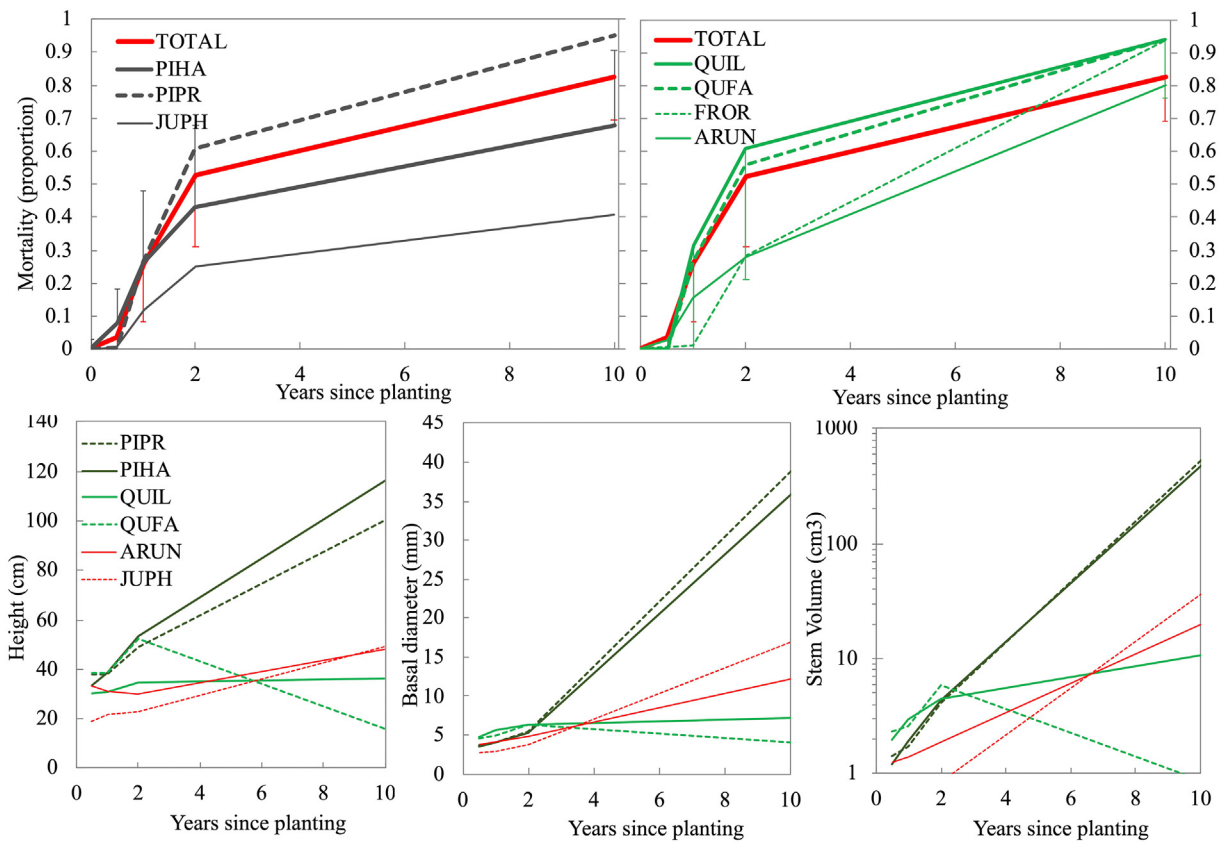 Mortality (proportion)
1
0.9
0.8
0.7
0.6
0.5
0.4
0.3
0.2
0.1
0
TOTAL
PIHA
PIPR
JUPH
0 2 4 6 8 10
Years since planting
TOTAL
QUIL
QUFA
FROR
ARUN
1
0.9
0.8
0.7
0.6
0.5
0.4
0.3
0.2
0.1
0
0 2 4 6 8 10
Years since planting
Height (cm)
140
120
100
80
60
40
20
0
PIPR
PIHA
QUIL
QUFA
ARUN
JUPH
0 2 4 6 8 10
Years since planting
Basal diameter (mm)
45
40
35
30
25
20
15
10
5
0
0 2 4 6 8 10
Years since planting
Stem Volume (cm3)
1000
100
10
1
0 2 4 6 8 10
Years since planting